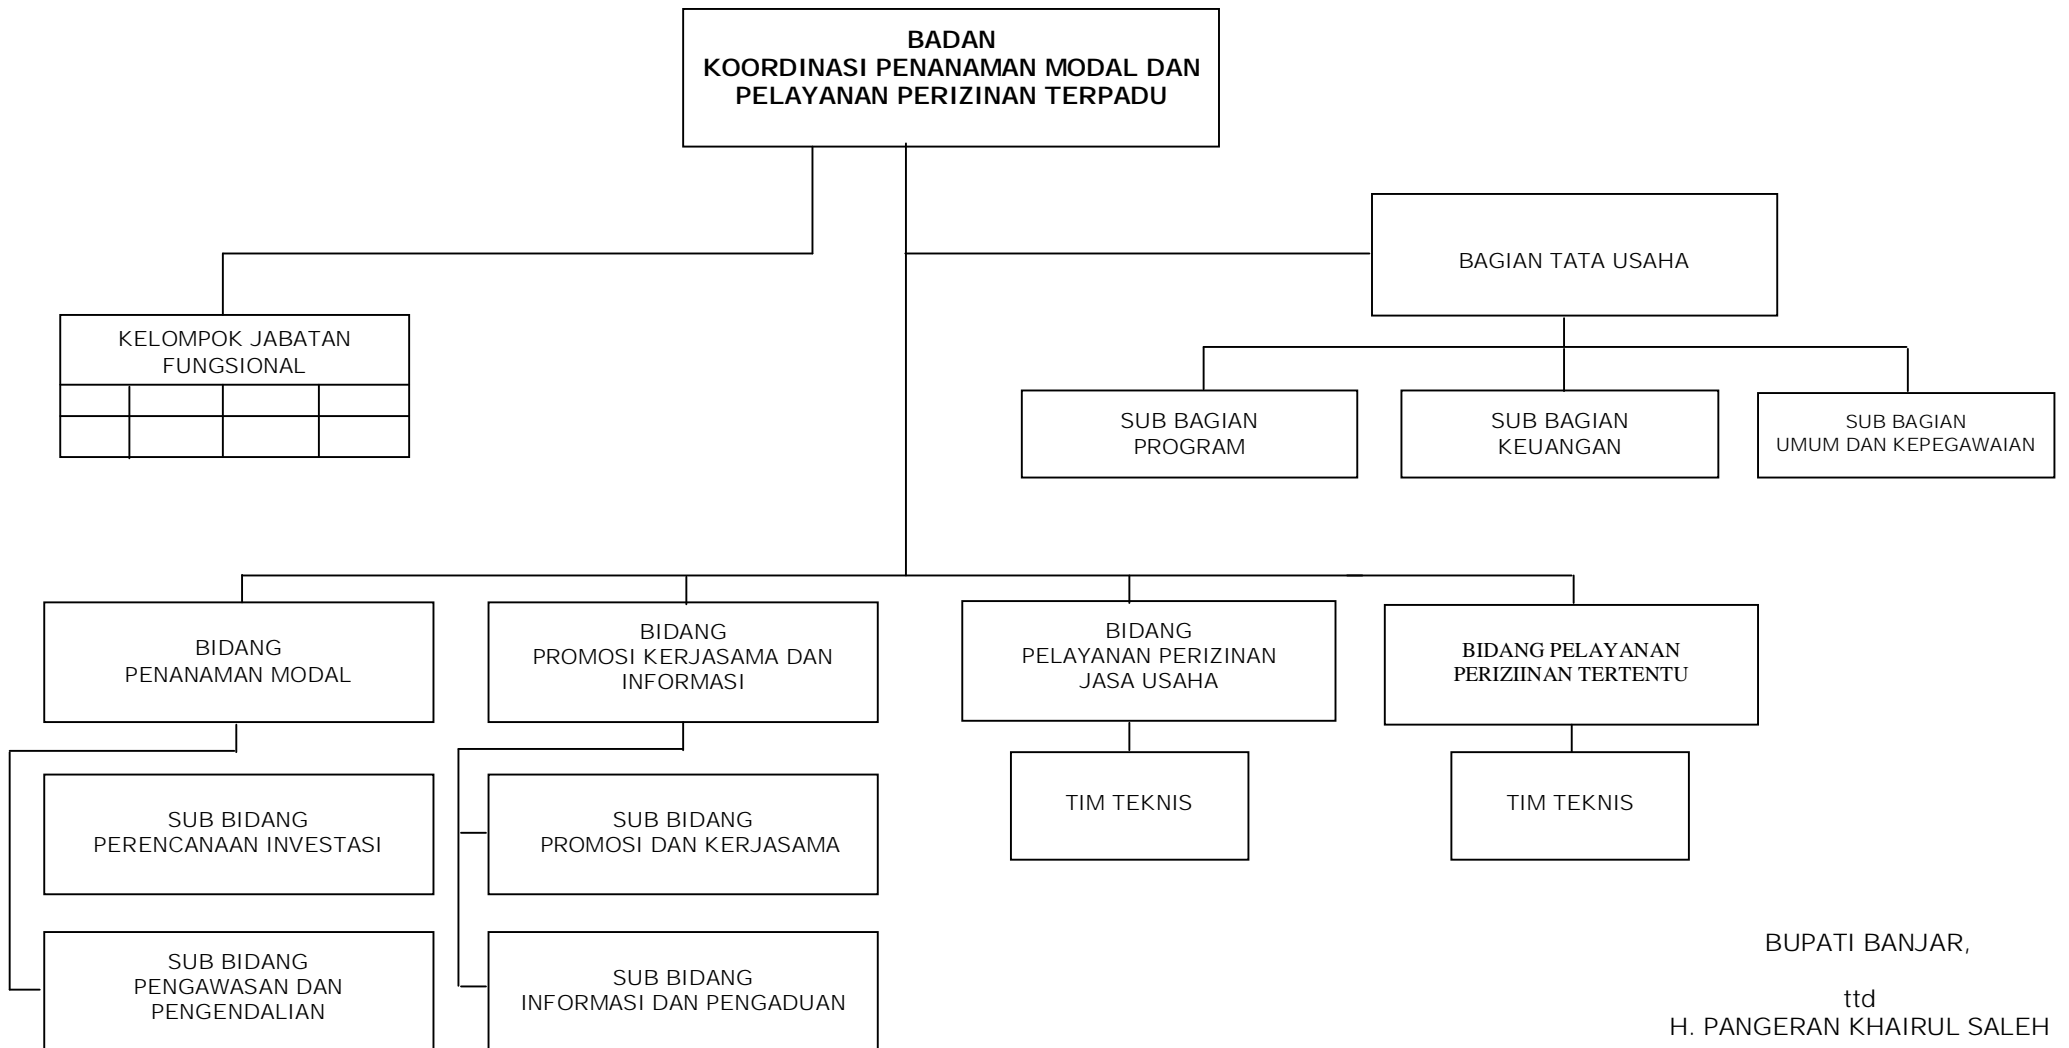 BADAN
KOORDINASI PENANAMAN MODAL DAN
PELAYANAN PERIZINAN TERPADU
BAGIAN TATA USAHA
KELOMPOK JABATAN
FUNGSIONAL
SUB BAGIAN
PROGRAM
SUB BAGIAN
KEUANGAN
SUB BAGIAN
UMUM DAN KEPEGAWAIAN
BIDANG
PENANAMAN MODAL
BIDANG
PROMOSI KERJASAMA DAN
INFORMASI
BIDANG
PELAYANAN PERIZINAN
JASA USAHA
BIDANG PELAYANAN
PERIZIINAN TERTENTU
SUB BIDANG
PERENCANAAN INVESTASI
SUB BIDANG
PROMOSI DAN KERJASAMA
TIM TEKNIS
TIM TEKNIS
SUB BIDANG
PENGAWASAN DAN
PENGENDALIAN
SUB BIDANG
INFORMASI DAN PENGADUAN
BUPATI BANJAR,
ttd
H. PANGERAN KHAIRUL SALEH